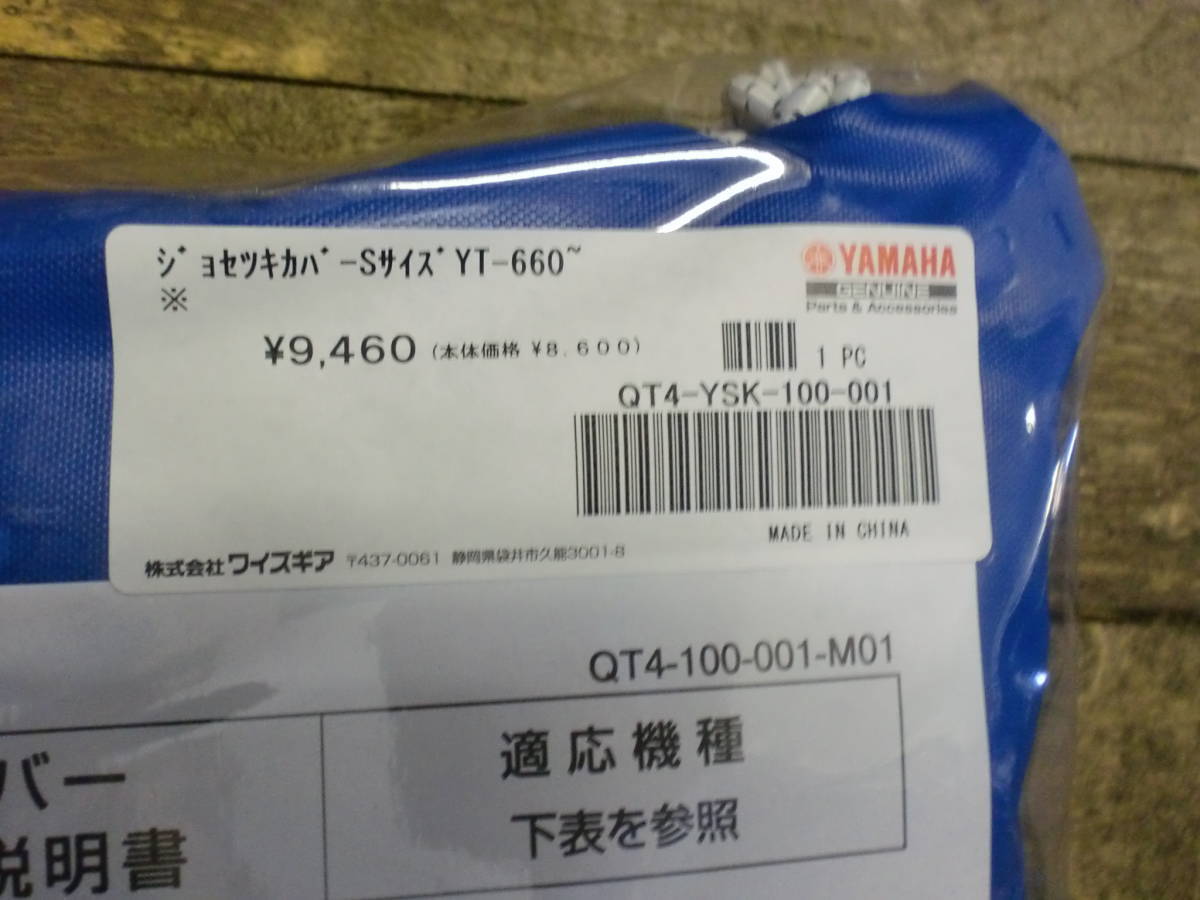 ｼﾞｮｾﾂｷｶﾊﾞｰSｻｲｽﾞYT-660~
※
YAMAHA
GENUINE
Parts & Accessories
¥9,460 (本体価格 ¥8,600)
1 PC
QT4-YSK-100-001
MADE IN CHINA
株式会社 ワイズギア 〒437-0061 静岡県袋井市久能3001-8
QT4-100-001-M01
バー
説明書
適応機種
下表を参照